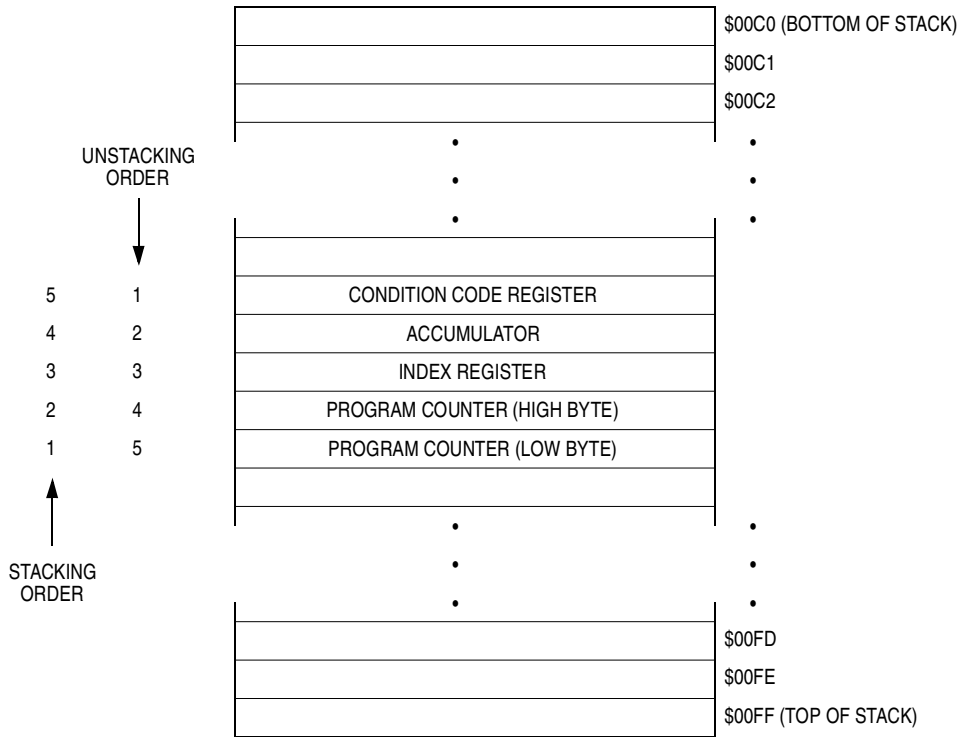 $00C0 (BOTTOM OF STACK)
$00C1
$00C2
UNSTACKING
ORDER
5 1 CONDITION CODE REGISTER
4 2 ACCUMULATOR
3 3 INDEX REGISTER
2 4 PROGRAM COUNTER (HIGH BYTE)
1 5 PROGRAM COUNTER (LOW BYTE)
STACKING
ORDER
$00FD
$00FE
$00FF (TOP OF STACK)